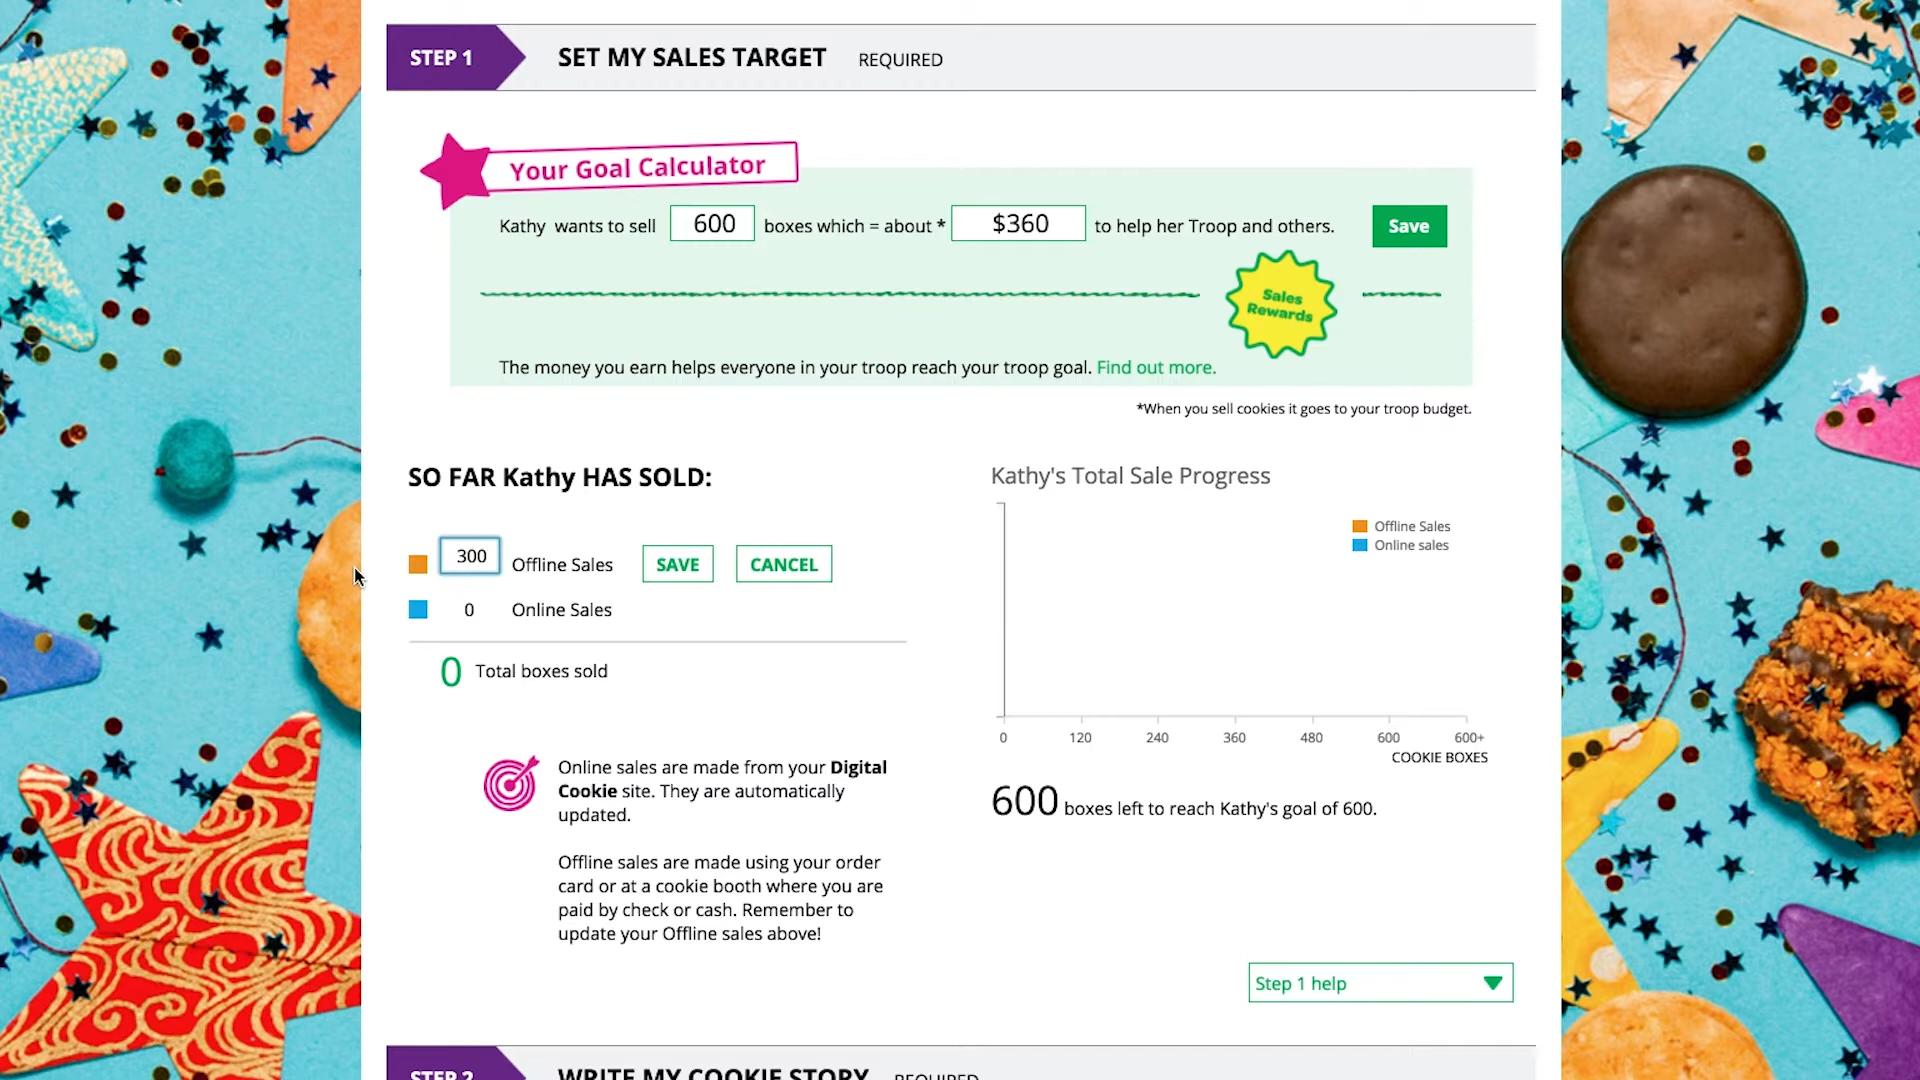 STEP 1
SET MY SALES TARGET REQUIRED
Your Goal Calculator
Kathy wants to sell 600 boxes which = about * $360 to help her Troop and others. Save
Sales
Rewards
The money you earn helps everyone in your troop reach your troop goal. Find out more.
*When you sell cookies it goes to your troop budget.
SO FAR Kathy HAS SOLD:
300 Offline Sales SAVE CANCEL
0 Online Sales
0 Total boxes sold
Online sales are made from your Digital
Cookie site. They are automatically
updated.
Offline sales are made using your order
card or at a cookie booth where you are
paid by check or cash. Remember to
update your Offline sales above!
Kathy's Total Sale Progress
Offline Sales
Online sales
0 120 240 360 480 600 600+
COOKIE BOXES
600 boxes left to reach Kathy's goal of 600.
Step 1 help
STEP 2
WRITE MY COOKIE STORY REQUIRED